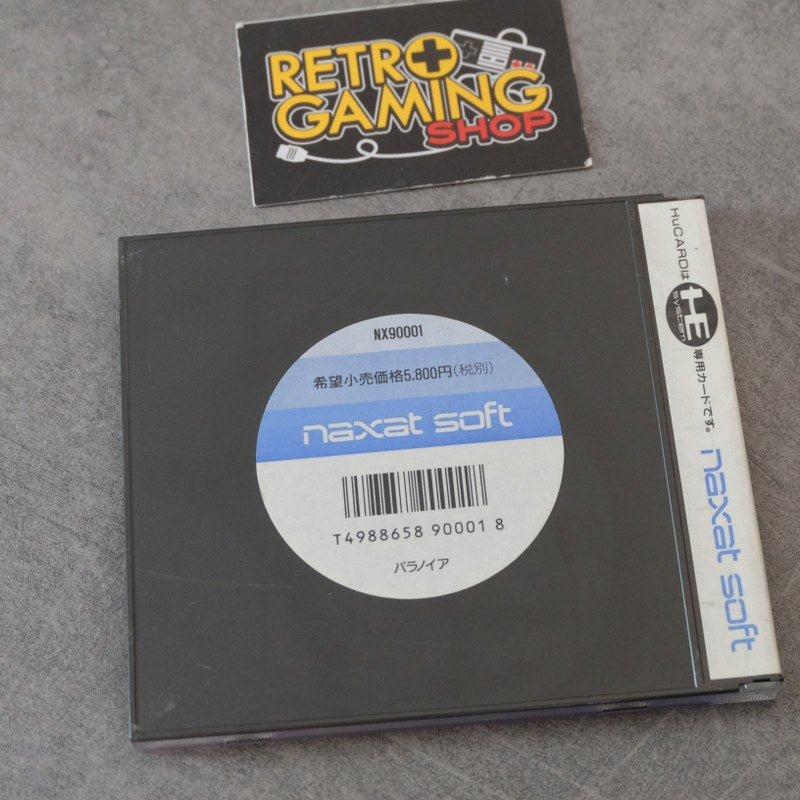 RETRO
GAMING
SHOP
NX90001
希望小売価格5,800円(税別)
naxat soft
T4988658 90001 8
パラノイア
HuCARDは
HE
system
専用カードです。
naxat soft